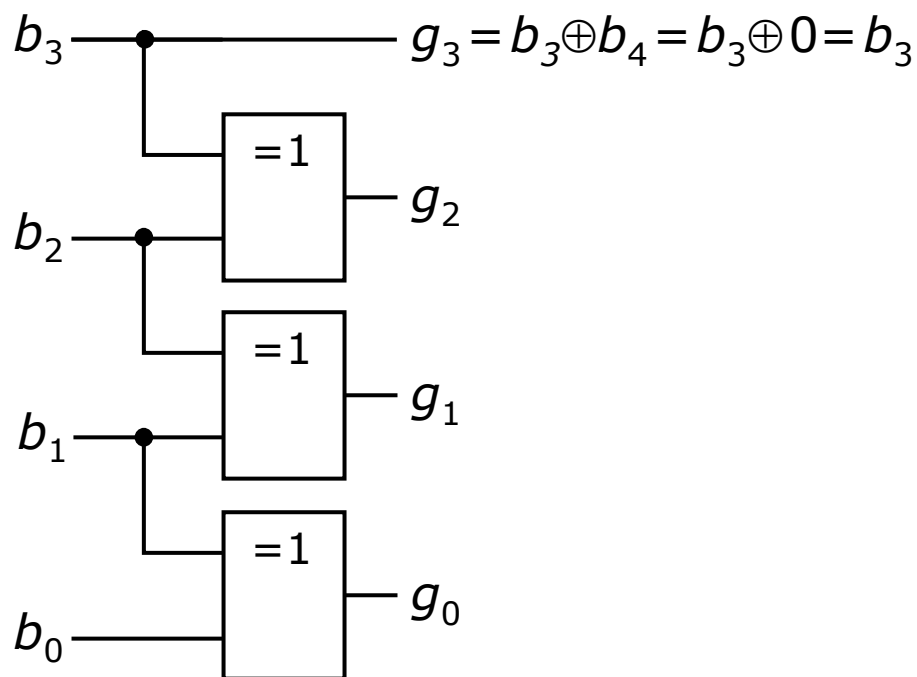 b₃ g₃=b₃⊕b₄=b₃⊕0=b₃
=1
g₂
b₂
=1
g₁
b₁
=1
g₀
b₀